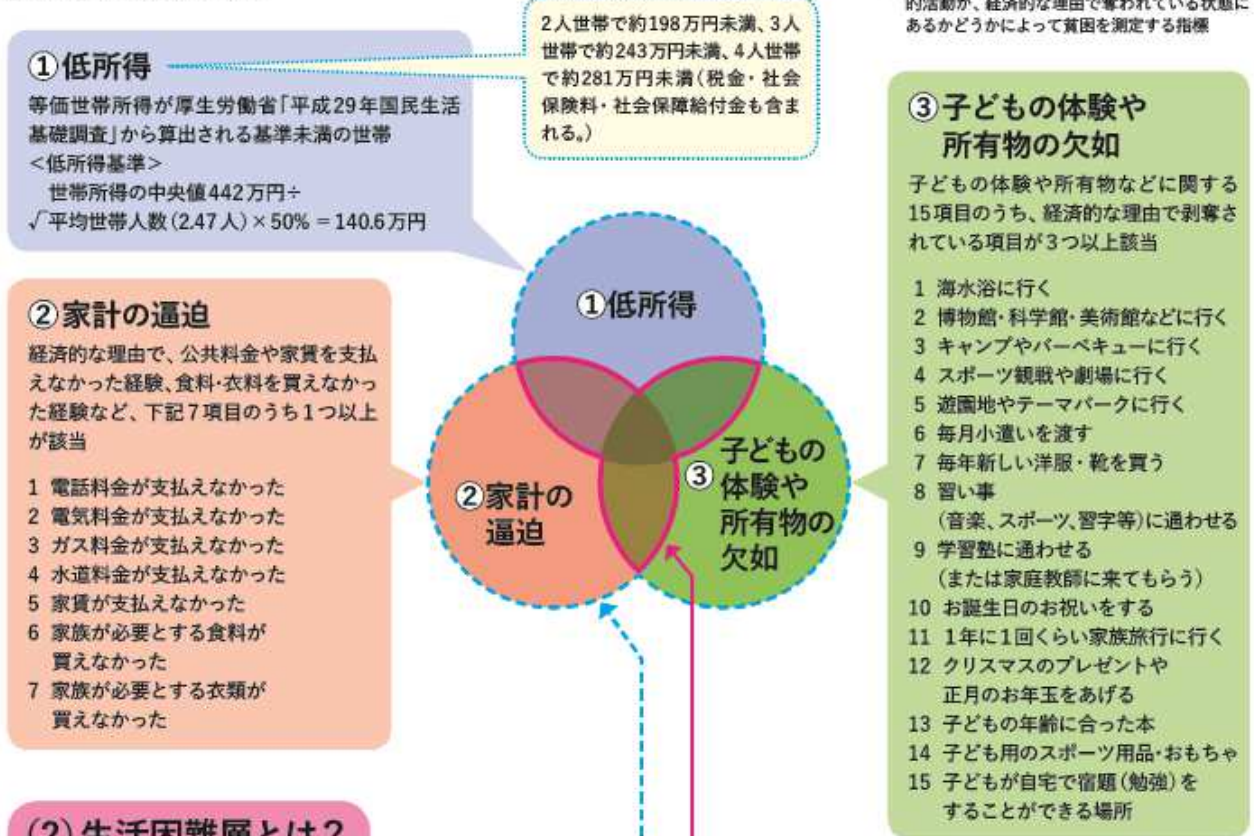 2人世帯で約198万円未満、3人
世帯で約243万円未満、4人世帯
で約281万円未満(税金・社会
保険料・社会保障給付金も含ま
れる。)
的活動が、経済的な理由で奪われている状態に
あるかどうかによって貧困を測定する指標
①低所得
等価世帯所得が厚生労働省「平成29年国民生活
基礎調査」から算出される基準未満の世帯
<低所得基準>
世帯所得の中央値442万円÷
√平均世帯人数(2.47人)×50%=140.6万円
②家計の逼迫
経済的な理由で、公共料金や家賃を支払
えなかった経験、食料・衣料を買えなかっ
た経験など、下記7項目のうち1つ以上
が該当
1 電話料金が支払えなかった
2 電気料金が支払えなかった
3 ガス料金が支払えなかった
4 水道料金が支払えなかった
5 家賃が支払えなかった
6 家族が必要とする食料が
買えなかった
7 家族が必要とする衣類が
買えなかった
①低所得
②家計の
逼迫
③子どもの
体験や
所有物の
欠如
③子どもの体験や
所有物の欠如
子どもの体験や所有物などに関する
15項目のうち、経済的な理由で剥奪さ
れている項目が3つ以上該当
1 海水浴に行く
2 博物館・科学館・美術館などに行く
3 キャンプやバーベキューに行く
4 スポーツ観戦や劇場に行く
5 遊園地やテーマパークに行く
6 毎月小遣いを渡す
7 毎年新しい洋服・靴を買う
8 習い事
(音楽、スポーツ、習字等)に通わせる
9 学習塾に通わせる
(または家庭教師に来てもらう)
10 お誕生日のお祝いをする
11 1年に1回くらい家族旅行に行く
12 クリスマスのプレゼントや
正月のお年玉をあげる
13 子どもの年齢に合った本
14 子ども用のスポーツ用品・おもちゃ
15 子どもが自宅で宿題(勉強)を
することができる場所
(2)生活困難層とは?